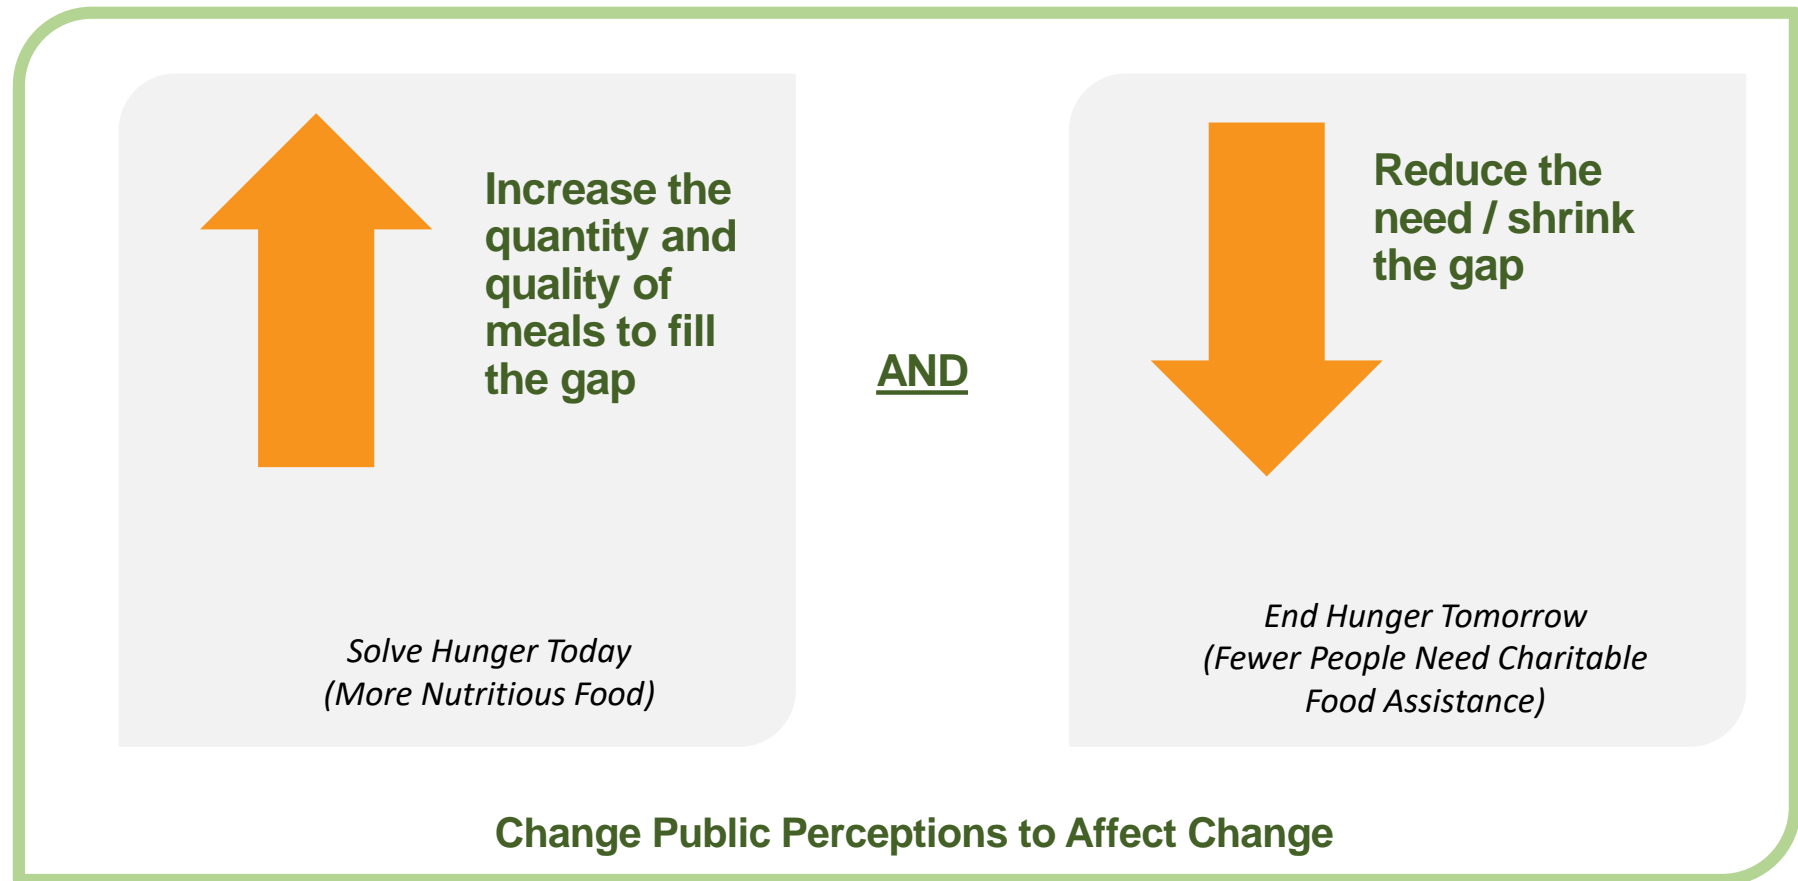 Increase the
quantity and
quality of
meals to fill
the gap
Solve Hunger Today
(More Nutritious Food)
AND
Reduce the
need / shrink
the gap
End Hunger Tomorrow
(Fewer People Need Charitable
Food Assistance)
Change Public Perceptions to Affect Change